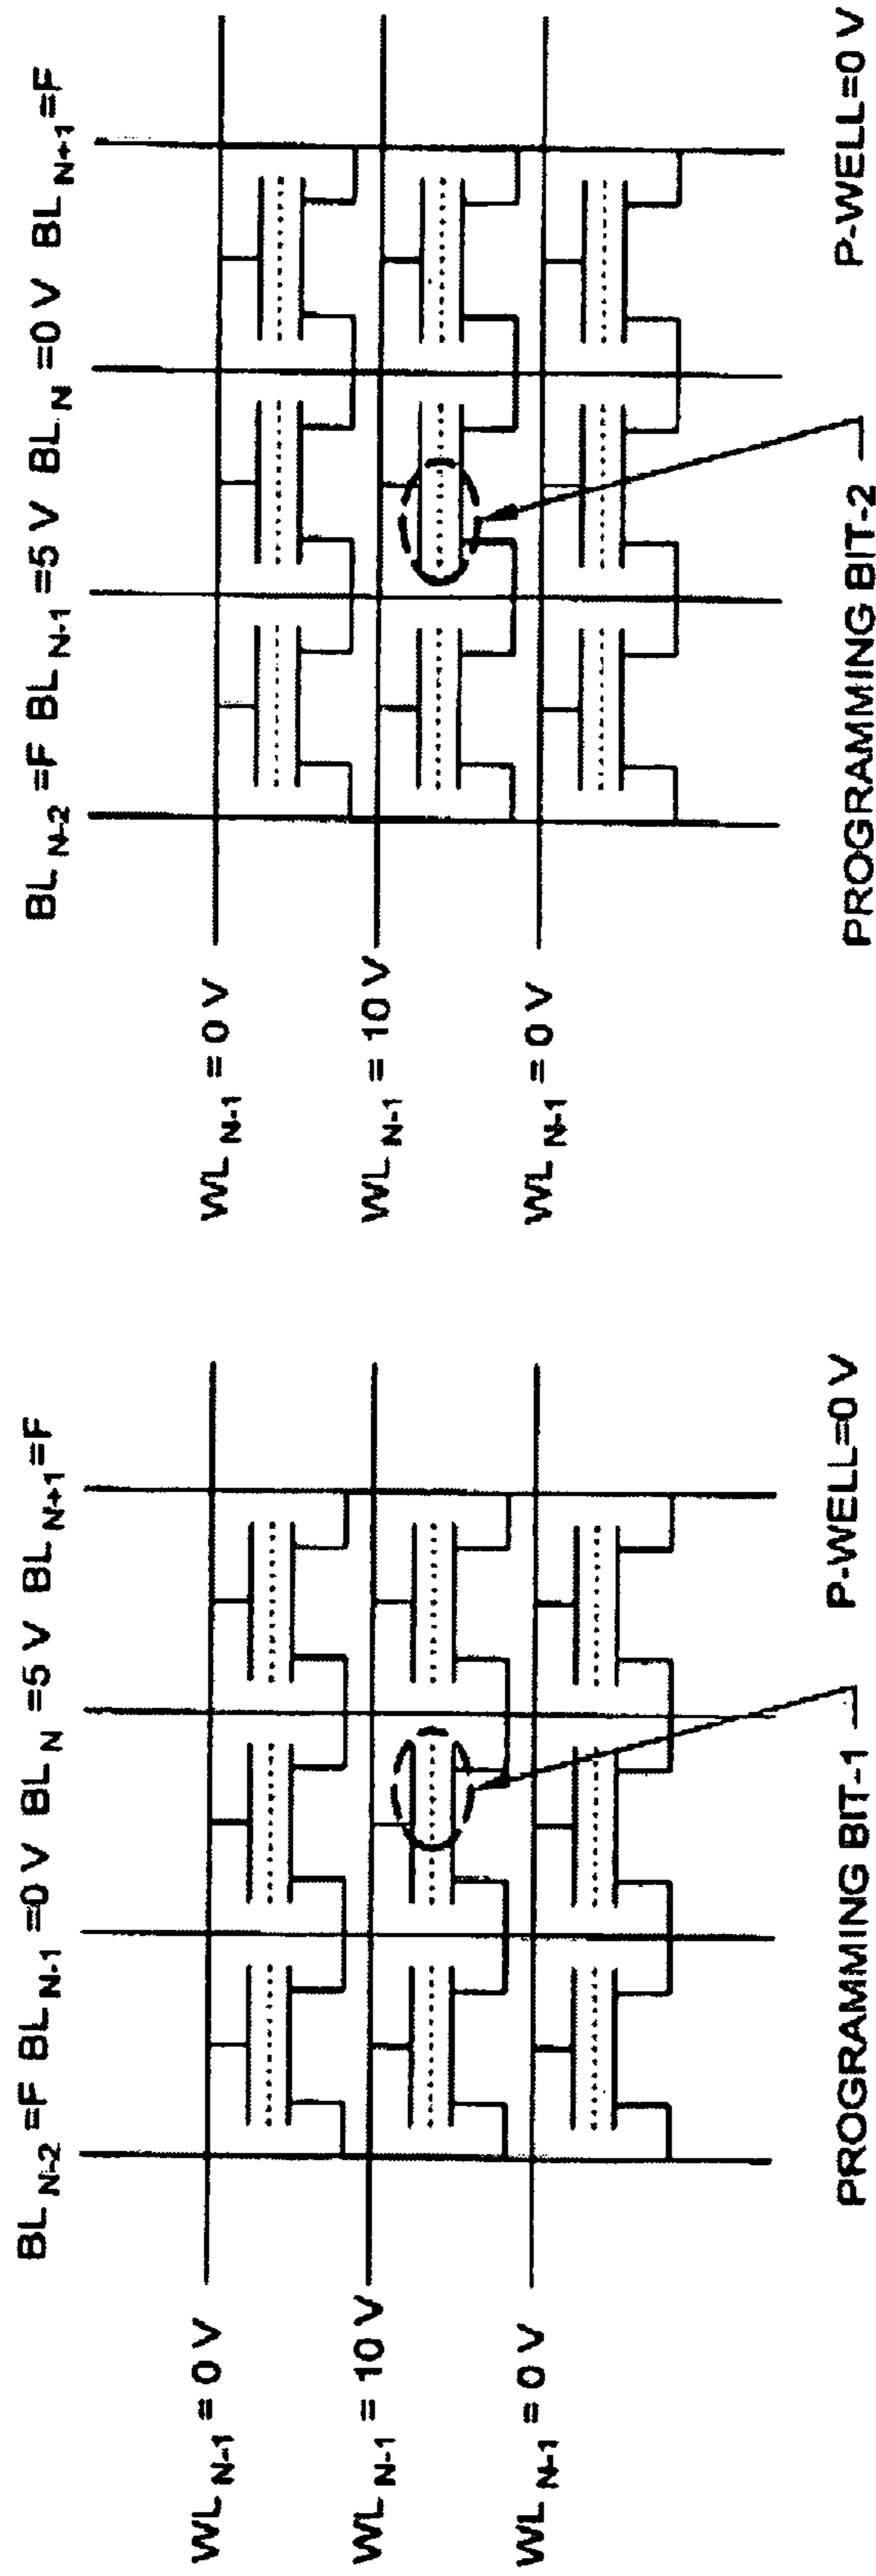 BL N-2 =F BL N-1 =0 V BL N =5 V BL N+1 =F
WL N-1 = 0 V
WL N-1 = 10 V
WL N-1 = 0 V
PROGRAMMING BIT-1
P-WELL=0 V
BL N-2 =F BL N-1 =5 V BL N =0 V BL N+1 =F
WL N-1 = 0 V
WL N-1 = 10 V
WL N-1 = 0 V
PROGRAMMING BIT-2
P-WELL=0 V